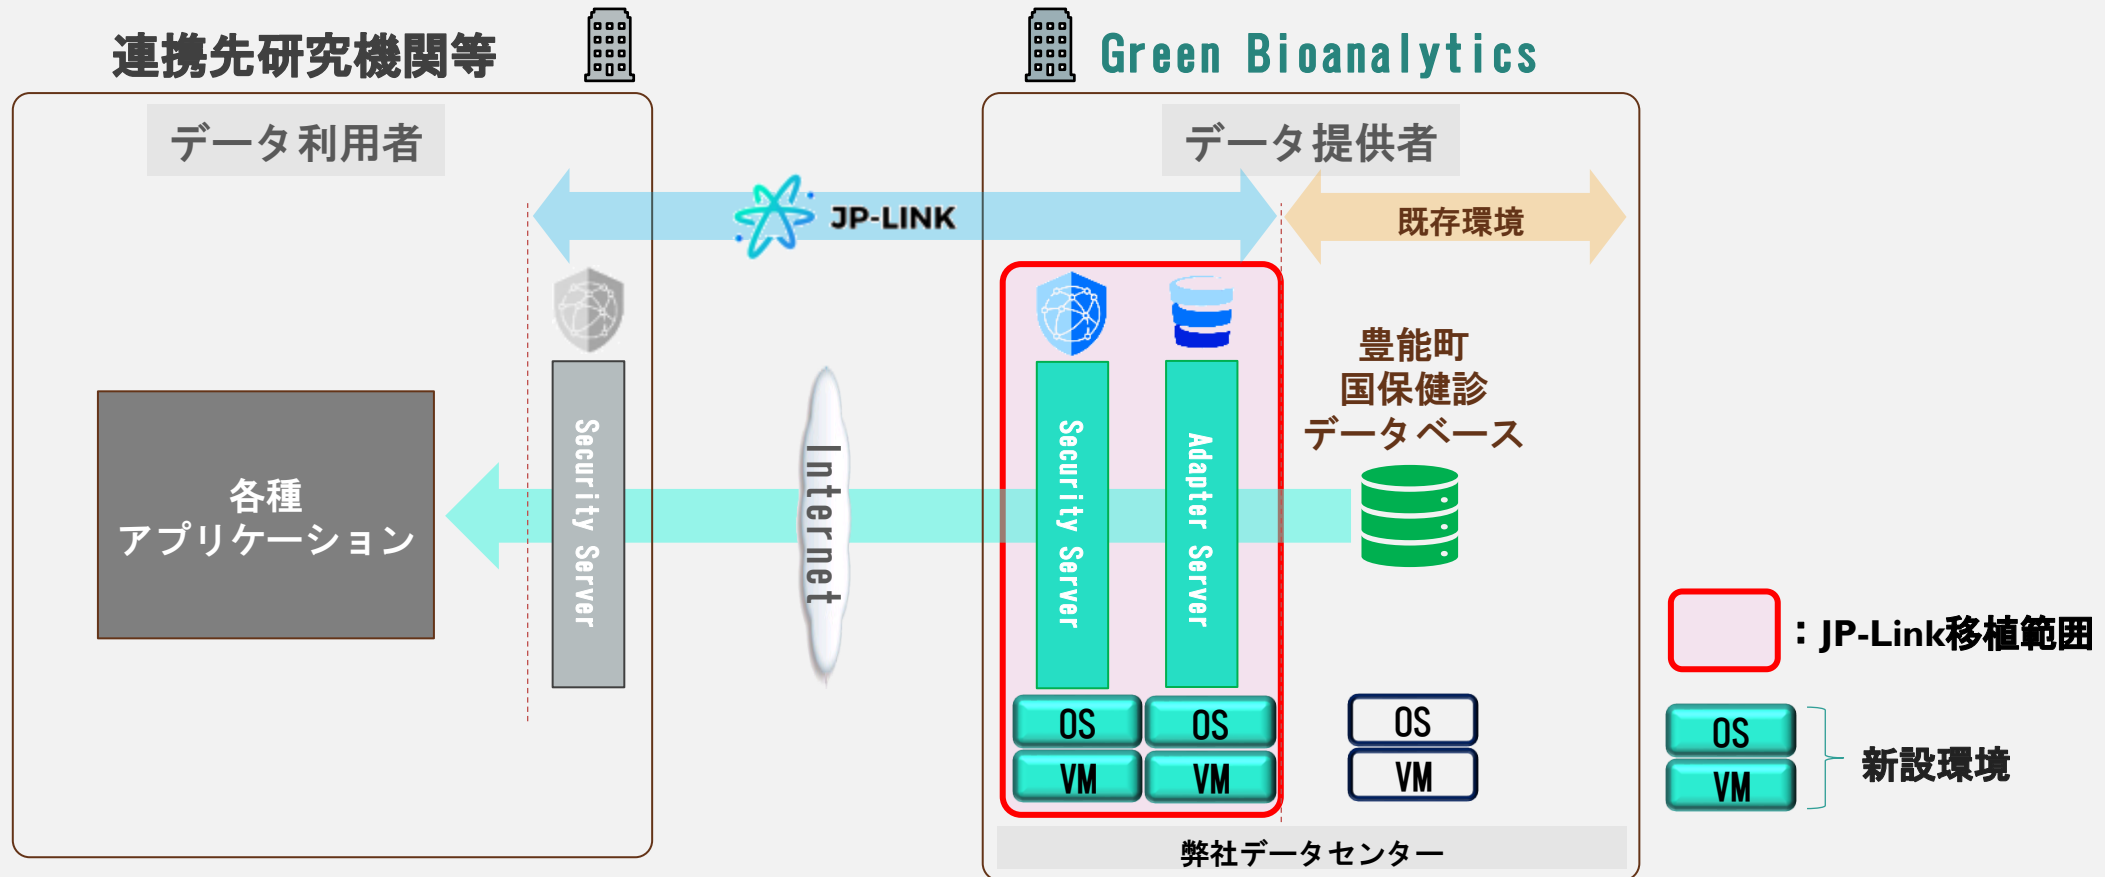 連携先研究機関等
Green Bioanalytics
データ利用者
データ提供者
JP-LINK
既存環境
豊能町
国保健診
データベース
各種
アプリケーション
Security Server
Internet
Security Server
Adapter Server
OS
VM
OS
VM
OS
VM
弊社データセンター
：JP-Link移植範囲
OS
VM
新設環境